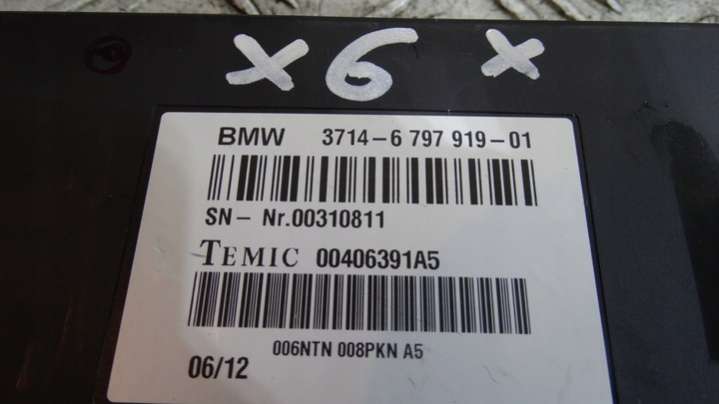 X6 X
BMW 3714-6 797 919-01
SN- Nr.00310811
TEMIC 00406391A5
006NTN 008PKN A5
06/12